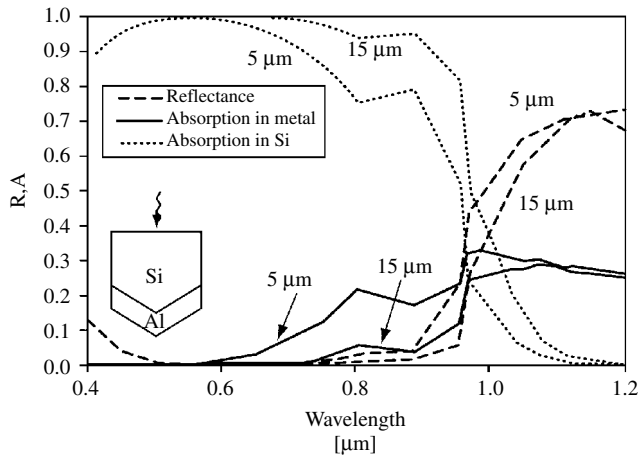 1.0
0.9
0.8
0.7
0.6
0.5
0.4
0.3
0.2
0.1
0.0
R,A
5 μm
15 μm
5 μm
Reflectance
Absorption in metal
Absorption in Si
15 μm
Si
Al
5 μm
15 μm
0.4
0.6
0.8
1.0
1.2
Wavelength
[μm]